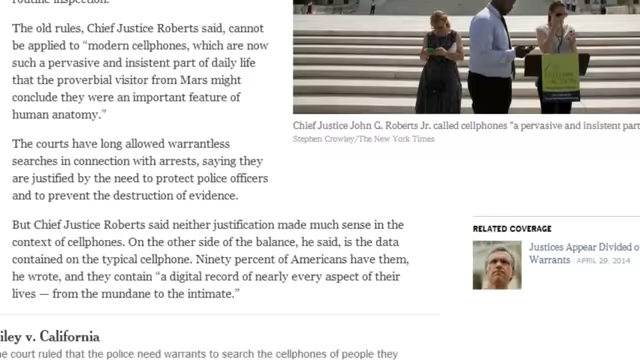 routine inspection.
The old rules, Chief Justice Roberts said, cannot
be applied to “modern cellphones, which are now
such a pervasive and insistent part of daily life
that the proverbial visitor from Mars might
conclude they were an important feature of
human anatomy.”
The courts have long allowed warrantless
searches in connection with arrests, saying they
are justified by the need to protect police officers
and to prevent the destruction of evidence.
But Chief Justice Roberts said neither justification made much sense in the
context of cellphones. On the other side of the balance, he said, is the data
contained on the typical cellphone. Ninety percent of Americans have them,
he wrote, and they contain “a digital record of nearly every aspect of their
lives — from the mundane to the intimate.”
iley v. California
he court ruled that the police need warrants to search the cellphones of people they
Chief Justice John G. Roberts Jr. called cellphones “a pervasive and insistent part
Stephen Crowley/The New York Times
RELATED COVERAGE
Justices Appear Divided o
Warrants APRIL 29, 2014